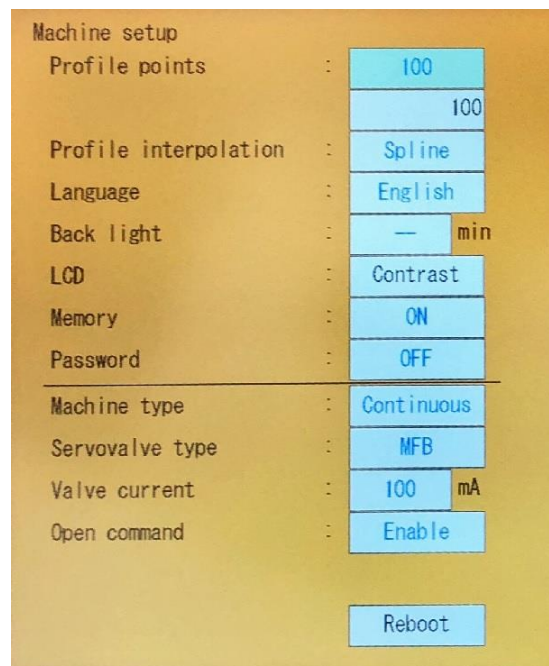 Machine setup
Profile points : 100
100
Profile interpolation : Spline
Language : English
Back light : -- min
LCD : Contrast
Memory : ON
Password : OFF
Machine type : Continuous
Servovalve type : MFB
Valve current : 100 mA
Open command : Enable
Reboot